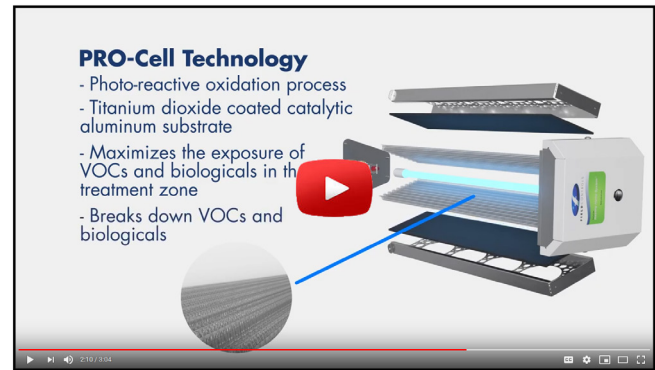 PRO-Cell Technology
- Photo-reactive oxidation process
- Titanium dioxide coated catalytic
aluminum substrate
- Maximizes the exposure of
VOCs and biologicals in
treatment zone
- Breaks down VOCs and
biologicals
2:10 / 3:04